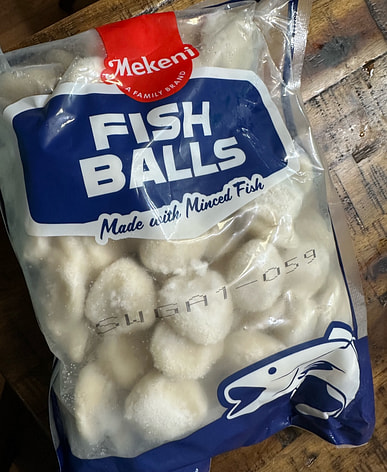 Mekeni
A FAMILY BRAND
FISH
BALLS
Made with Minced Fish
SWGA1-059